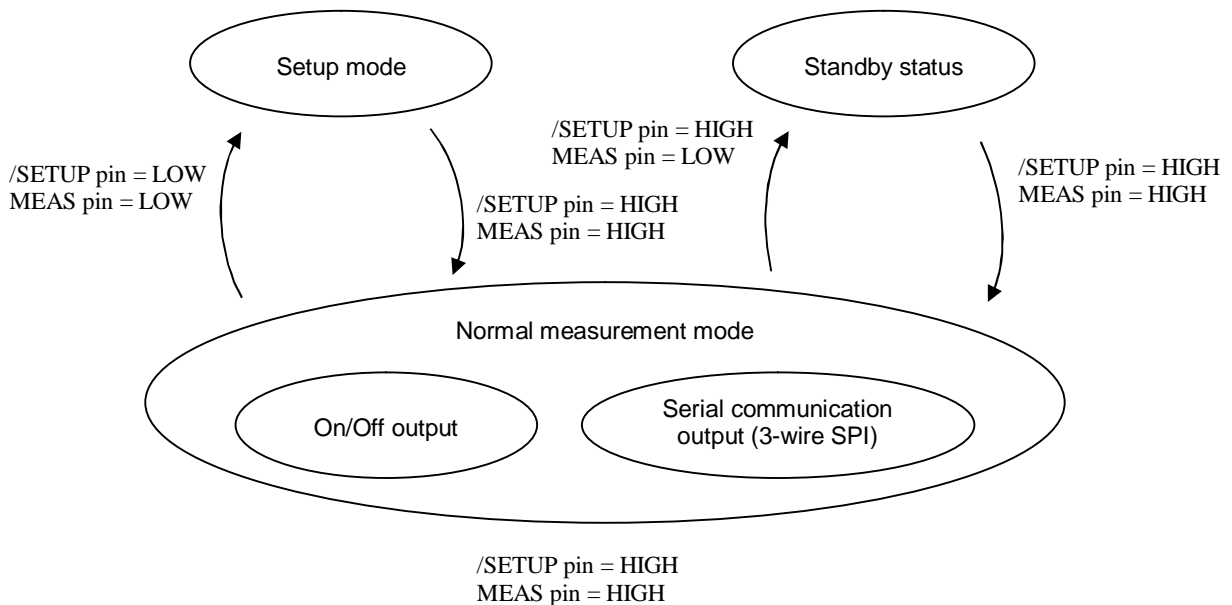 Setup mode
Standby status
/SETUP pin = LOW
MEAS pin = LOW
/SETUP pin = HIGH
MEAS pin = HIGH
/SETUP pin = HIGH
MEAS pin = LOW
/SETUP pin = HIGH
MEAS pin = HIGH
Normal measurement mode
On/Off output
Serial communication
output (3-wire SPI)
/SETUP pin = HIGH
MEAS pin = HIGH